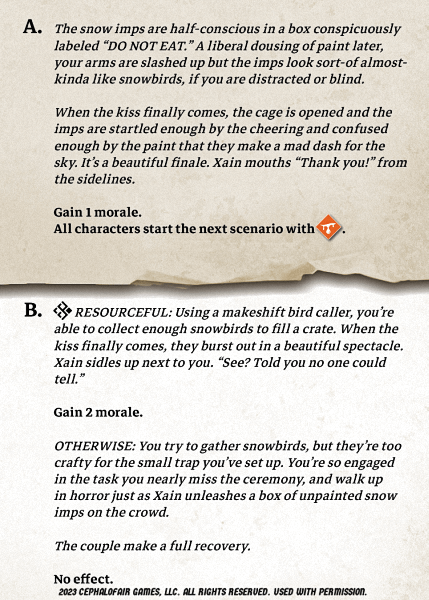 A. The snow imps are half-conscious in a box conspicuously
labeled “DO NOT EAT.” A liberal dousing of paint later,
your arms are slashed up but the imps look sort-of almost-
kinda like snowbirds, if you are distracted or blind.
When the kiss finally comes, the cage is opened and the
imps are startled enough by the cheering and confused
enough by the paint that they make a mad dash for the
sky. It’s a beautiful finale. Xain mouths “Thank you!” from
the sidelines.
Gain 1 morale.
All characters start the next scenario with .
B. RESOURCEFUL: Using a makeshift bird caller, you’re
able to collect enough snowbirds to fill a crate. When the
kiss finally comes, they burst out in a beautiful spectacle.
Xain sidles up next to you. “See? Told you no one could
tell.”
Gain 2 morale.
OTHERWISE: You try to gather snowbirds, but they’re too
crafty for the small trap you’ve set up. You’re so engaged
in the task you nearly miss the ceremony, and walk up
in horror just as Xain unleashes a box of unpainted snow
imps on the crowd.
The couple make a full recovery.
No effect.
2023 CEPHALOFAIR GAMES, LLC. ALL RIGHTS RESERVED. USED WITH PERMISSION.